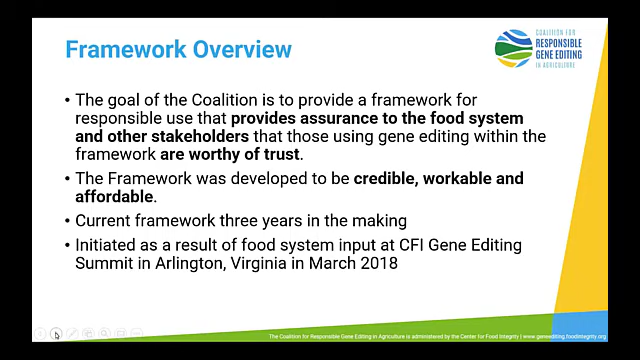 Framework Overview
COALITION FOR
RESPONSIBLE
GENE EDITING
IN AGRICULTURE
• The goal of the Coalition is to provide a framework for
responsible use that provides assurance to the food system
and other stakeholders that those using gene editing within the
framework are worthy of trust.
• The Framework was developed to be credible, workable and
affordable.
• Current framework three years in the making
• Initiated as a result of food system input at CFI Gene Editing
Summit in Arlington, Virginia in March 2018
The Coalition for Responsible Gene Editing in Agriculture is administered by the Center for Food Integrity | www.geneediting.foodintegrity.org